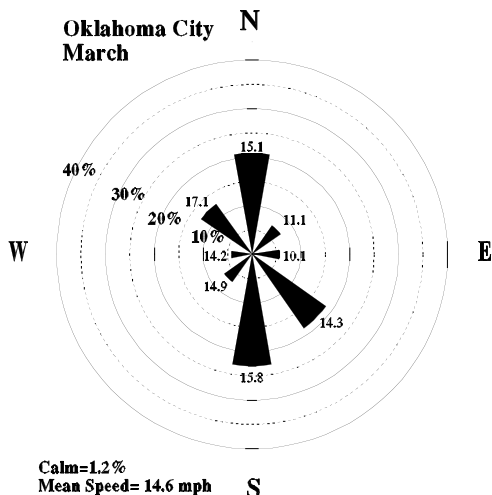 Oklahoma City
March
N
15.1
40%
30%
17.1
20%
11.1
10%
W
14.2
10.1
E
14.9
14.3
15.8
Calm=1.2%
Mean Speed= 14.6 mph
S